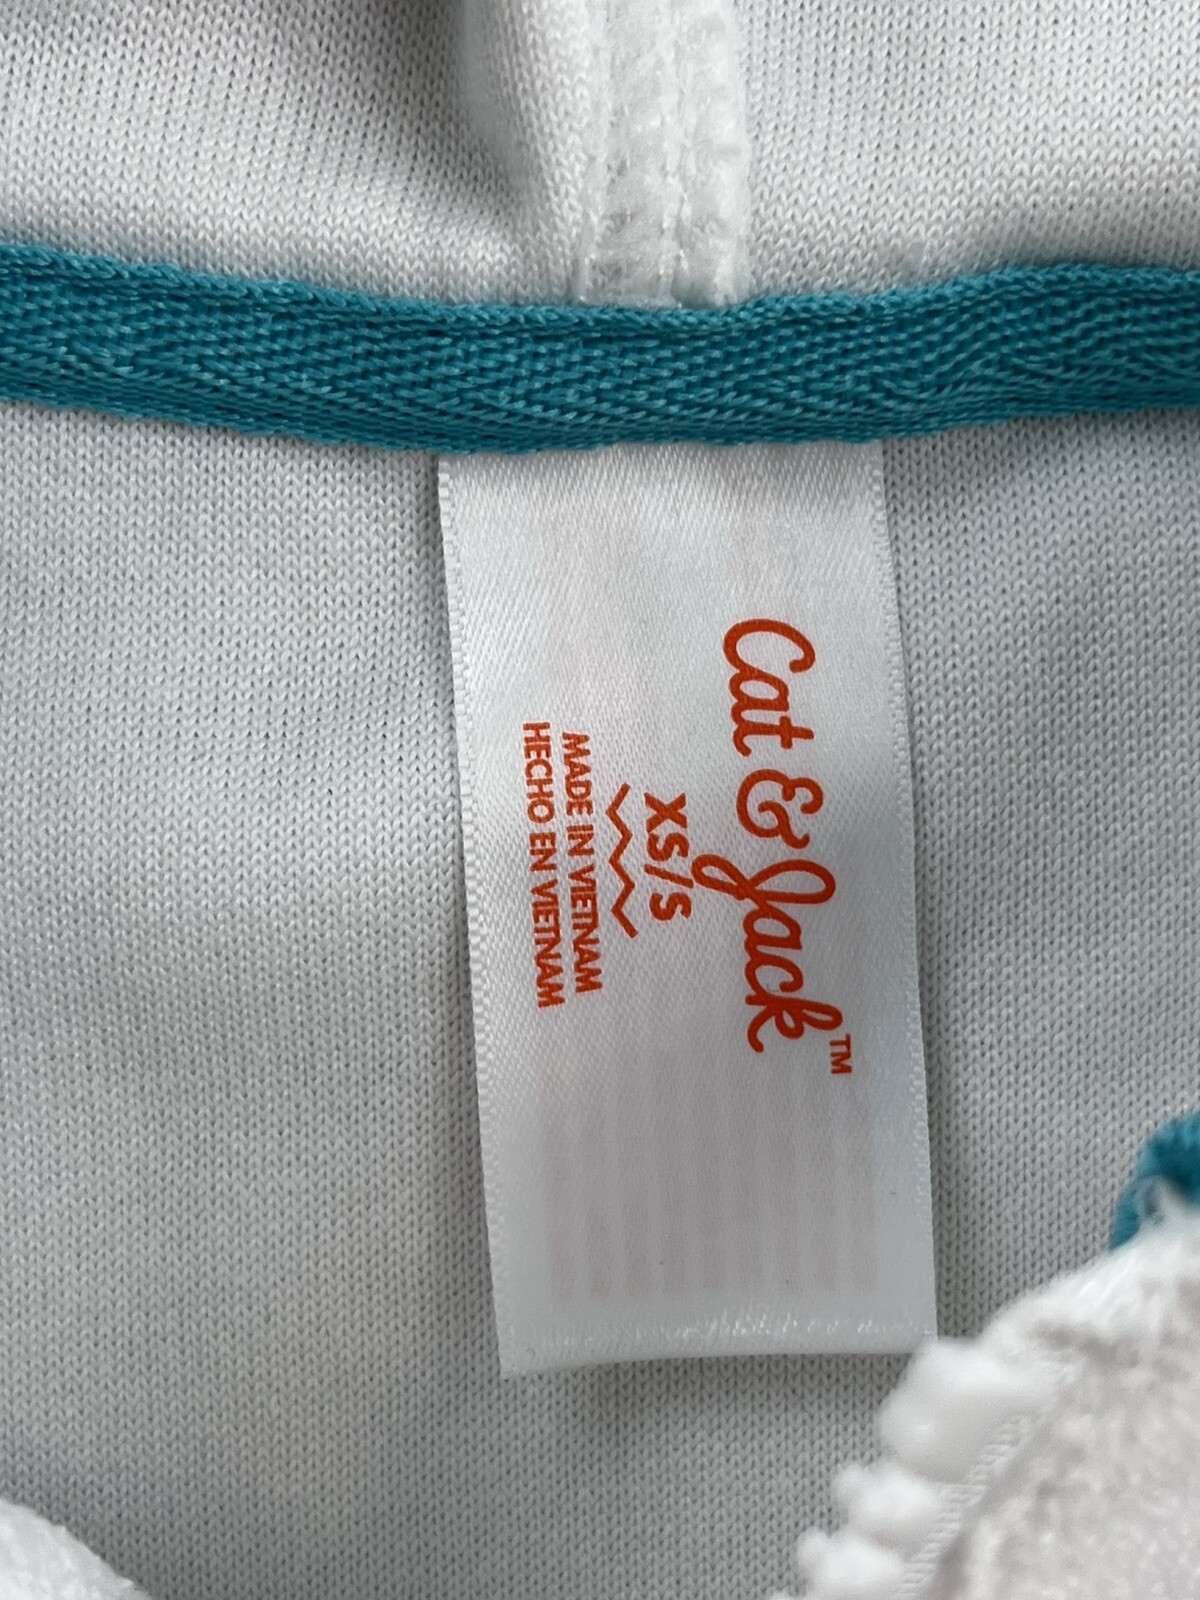 Cat & Jack™
XS/S
MADE IN VIETNAM
HECHO EN VIETNAM